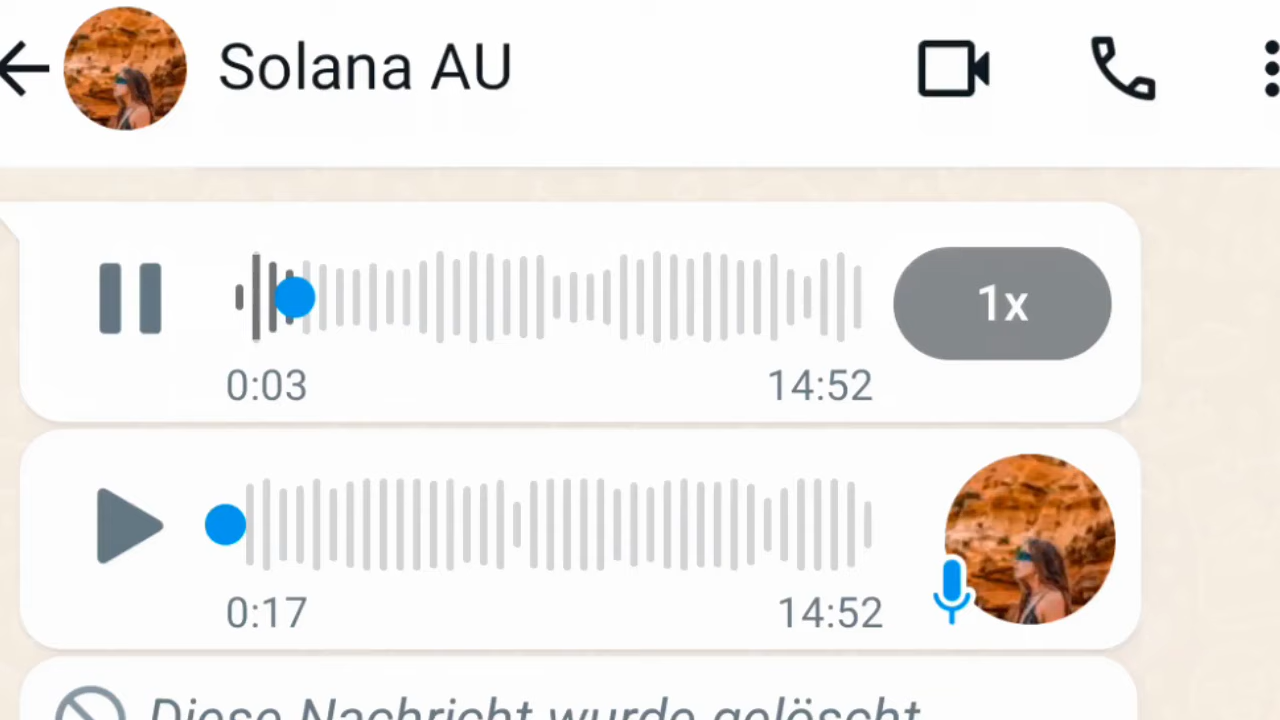 Solana AU
1x
0:03 14:52
0:17 14:52
Diese Nachricht wurde gelöscht